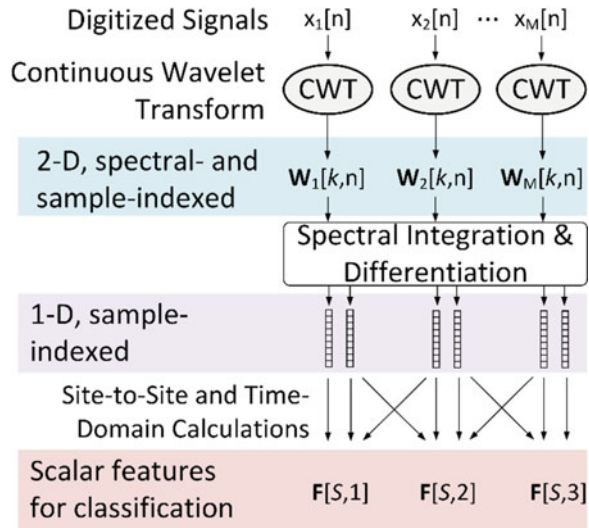 Digitized Signals x₁[n] x₂[n] ··· x_M[n]
Continuous Wavelet
Transform
CWT CWT CWT
2-D, spectral- and
sample-indexed
W₁[k,n] W₂[k,n] W_M[k,n]
Spectral Integration &
Differentiation
1-D, sample-
indexed
Site-to-Site and Time-
Domain Calculations
Scalar features
for classification
F[S,1] F[S,2] F[S,3]